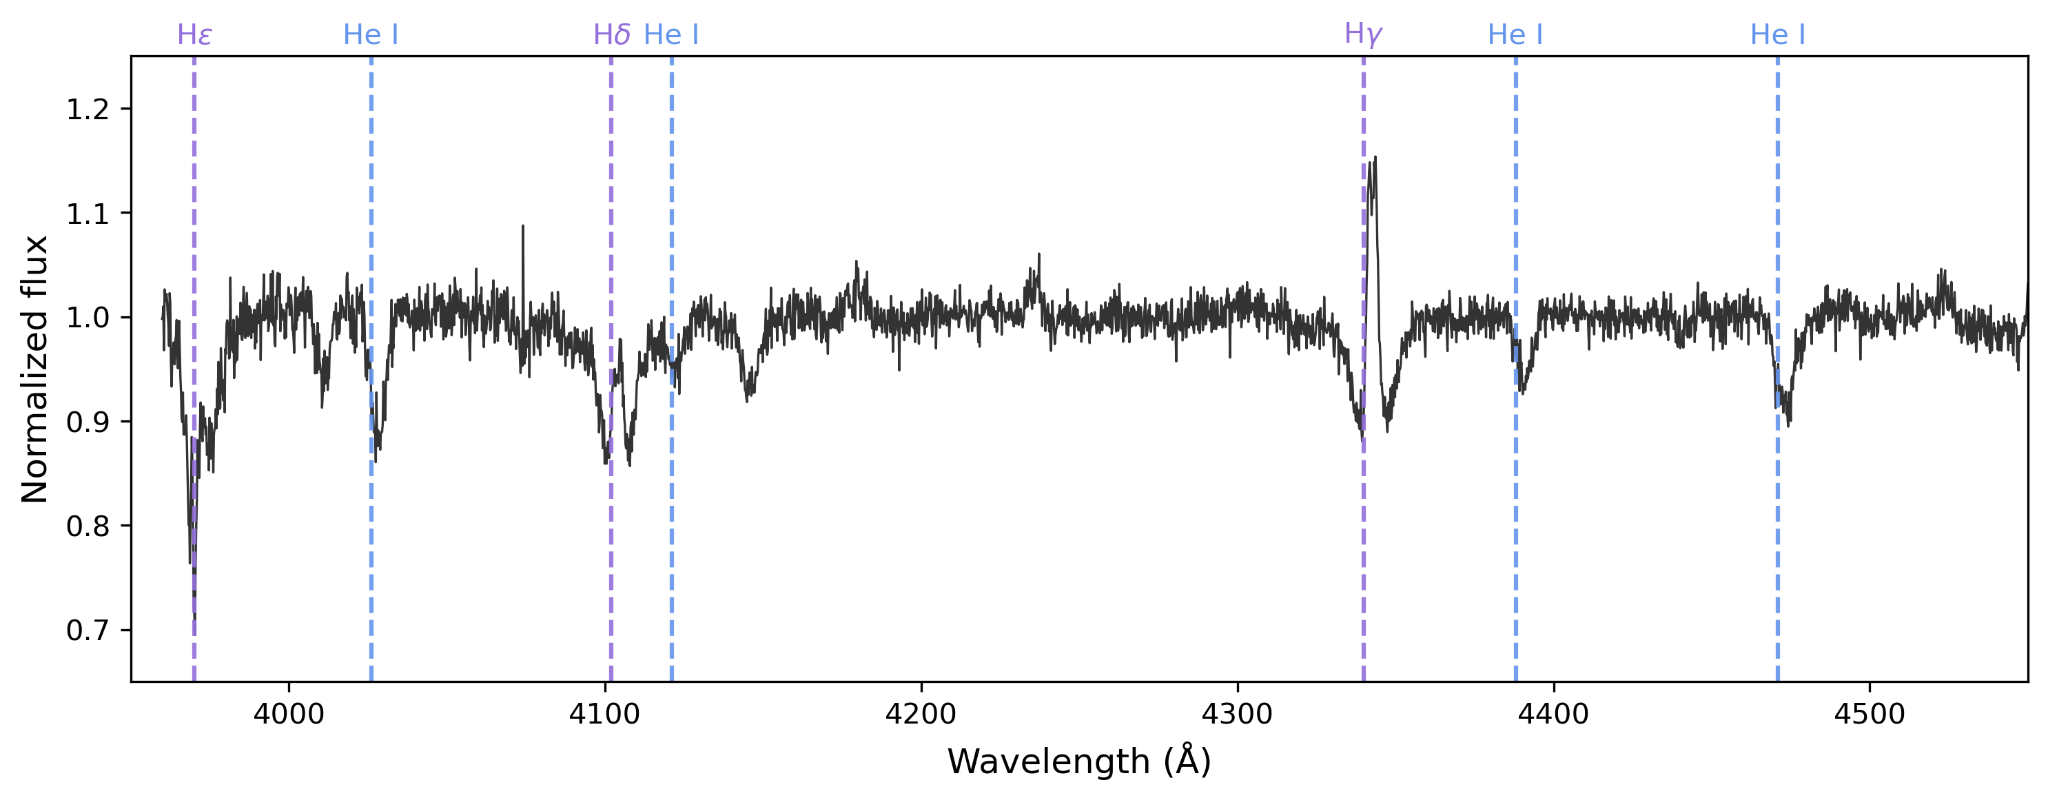 Hε He I Hδ He I Hγ He I He I
1.2
1.1
1.0
0.9
0.8
0.7
Normalized flux
4000 4100 4200 4300 4400 4500
Wavelength (Å)